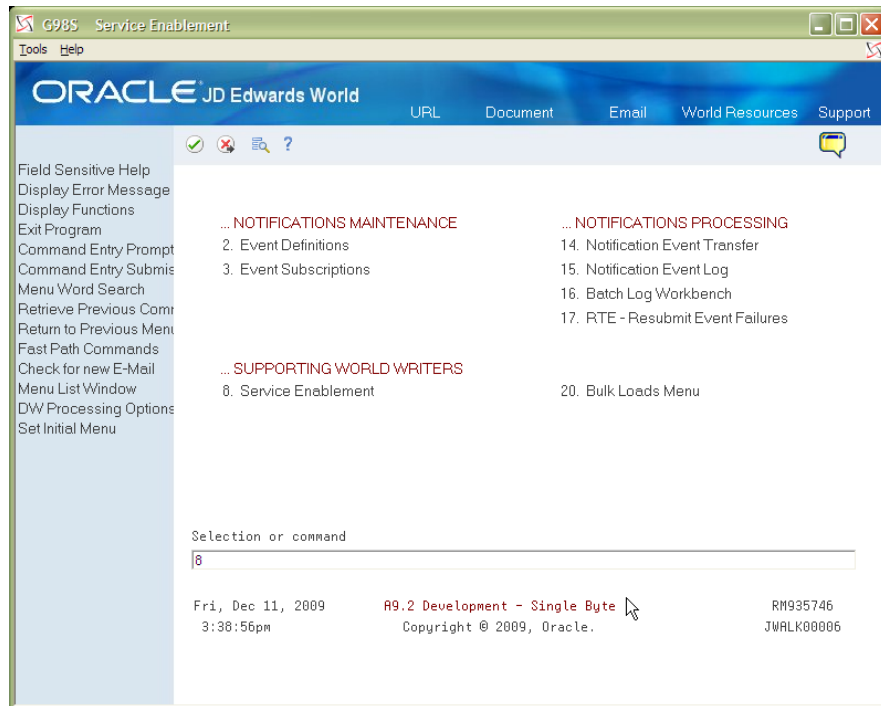 G98S Service Enablement
Tools Help
ORACLE JD Edwards World
URL Document Email World Resources Support
?
Field Sensitive Help
Display Error Message
Display Functions
Exit Program
Command Entry Prompt
Command Entry Submis
Menu Word Search
Retrieve Previous Comm
Return to Previous Menu
Fast Path Commands
Check for new E-Mail
Menu List Window
DW Processing Options
Set Initial Menu
... NOTIFICATIONS MAINTENANCE
2. Event Definitions
3. Event Subscriptions
... SUPPORTING WORLD WRITERS
8. Service Enablement
... NOTIFICATIONS PROCESSING
14. Notification Event Transfer
15. Notification Event Log
16. Batch Log Workbench
17. RTE - Resubmit Event Failures
20. Bulk Loads Menu
Selection or command
8
Fri, Dec 11, 2009 A9.2 Development - Single Byte RM935746
3:38:56pm Copyright © 2009, Oracle. JWALK00006